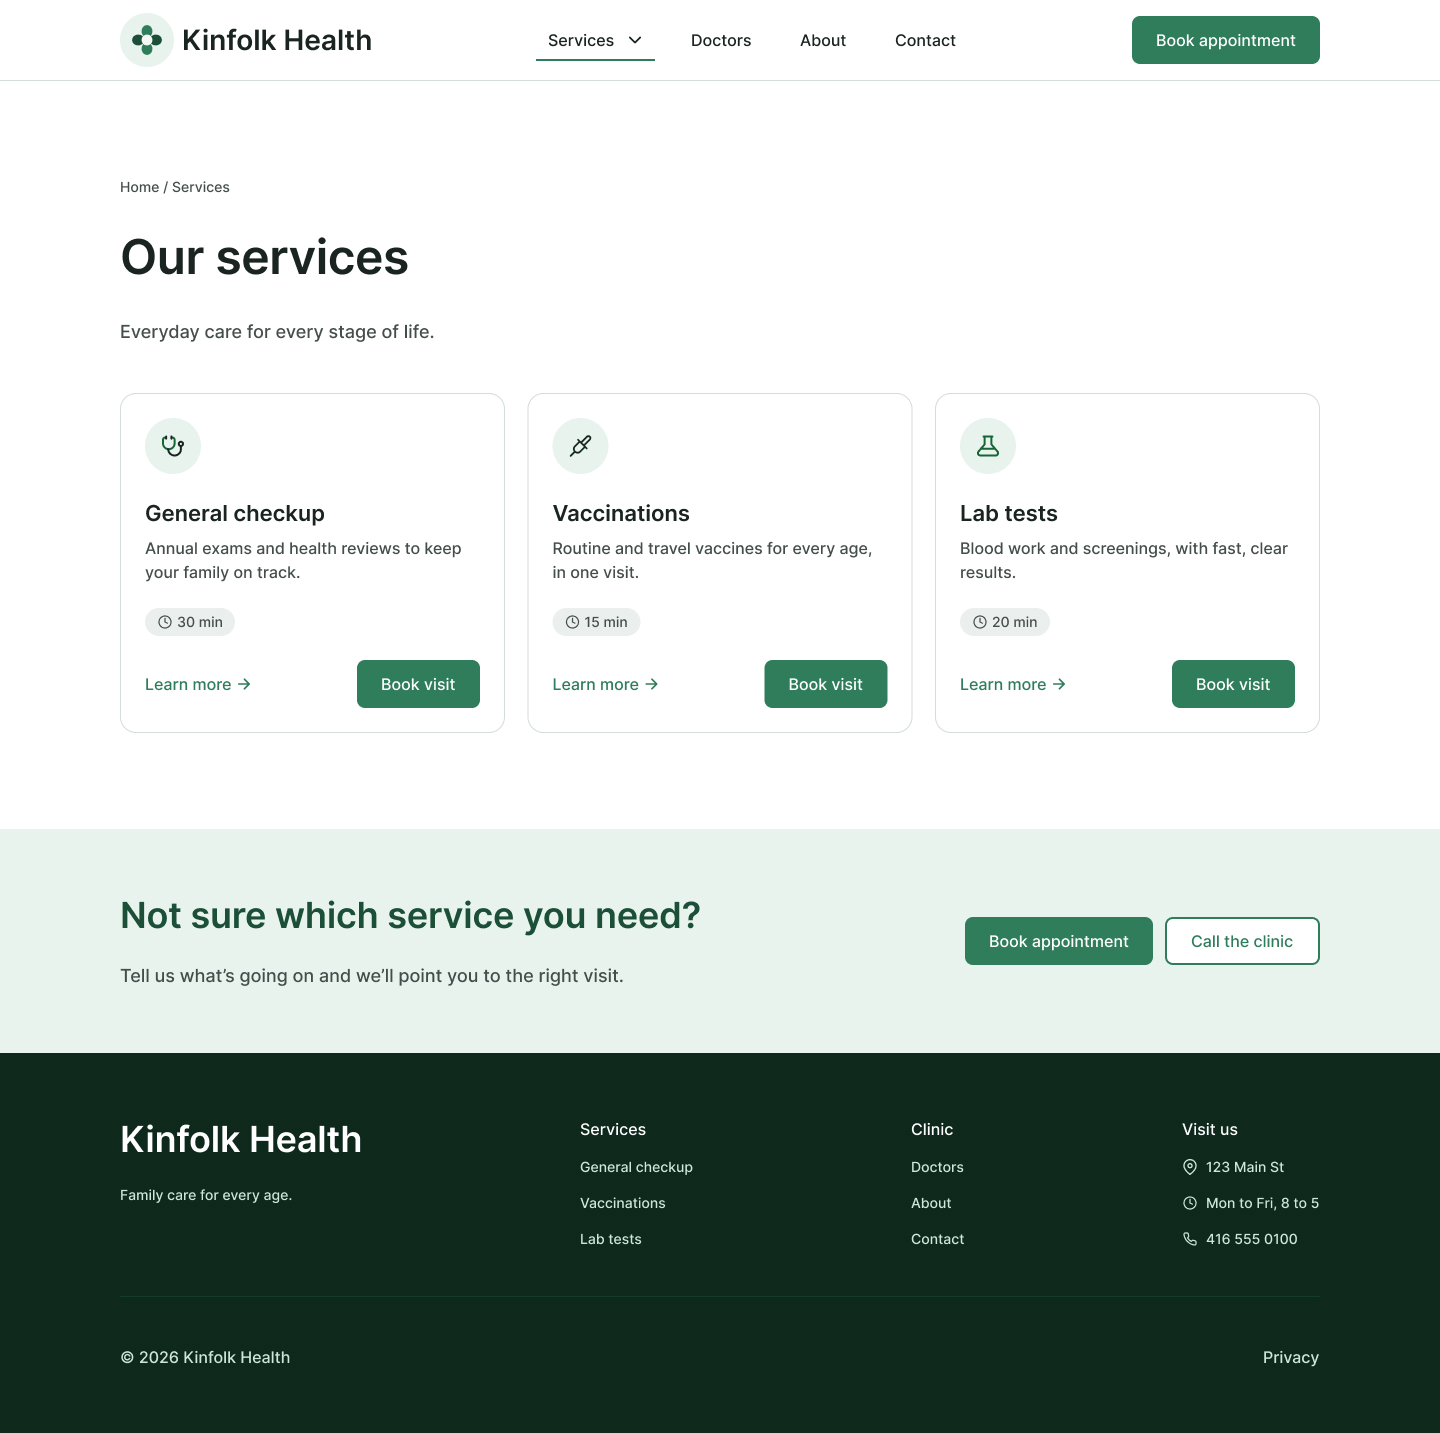 Kinfolk Health
Services
Doctors
About
Contact
Book appointment
Home / Services
Our services
Everyday care for every stage of life.
General checkup
Annual exams and health reviews to keep
your family on track.
30 min
Learn more
Book visit
Vaccinations
Routine and travel vaccines for every age,
in one visit.
15 min
Learn more
Book visit
Lab tests
Blood work and screenings, with fast, clear
results.
20 min
Learn more
Book visit
Not sure which service you need?
Tell us what’s going on and we’ll point you to the right visit.
Book appointment
Call the clinic
Kinfolk Health
Family care for every age.
Services
General checkup
Vaccinations
Lab tests
Clinic
Doctors
About
Contact
Visit us
123 Main St
Mon to Fri, 8 to 5
416 555 0100
© 2026 Kinfolk Health
Privacy